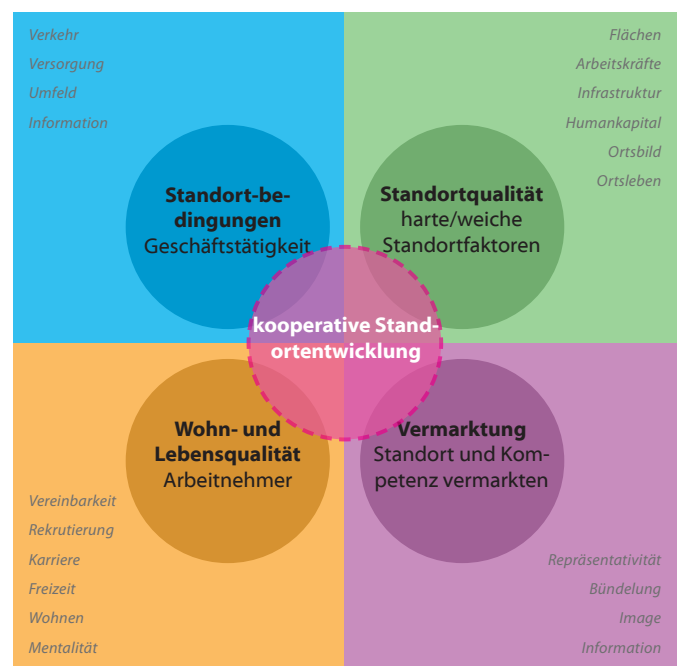 Verkehr
Versorgung
Umfeld
Information
Flächen
Arbeitskräfte
Infrastruktur
Humankapital
Ortsbild
Ortsleben
Standort-be-
dingungen
Geschäftstätigkeit
Standortqualität
harte/weiche
Standortfaktoren
kooperative Stand-
ortentwicklung
Wohn- und
Lebensqualität
Arbeitnehmer
Vermarktung
Standort und Kom-
petenz vermarkten
Vereinbarkeit
Rekrutierung
Karriere
Freizeit
Wohnen
Mentalität
Repräsentativität
Bündelung
Image
Information